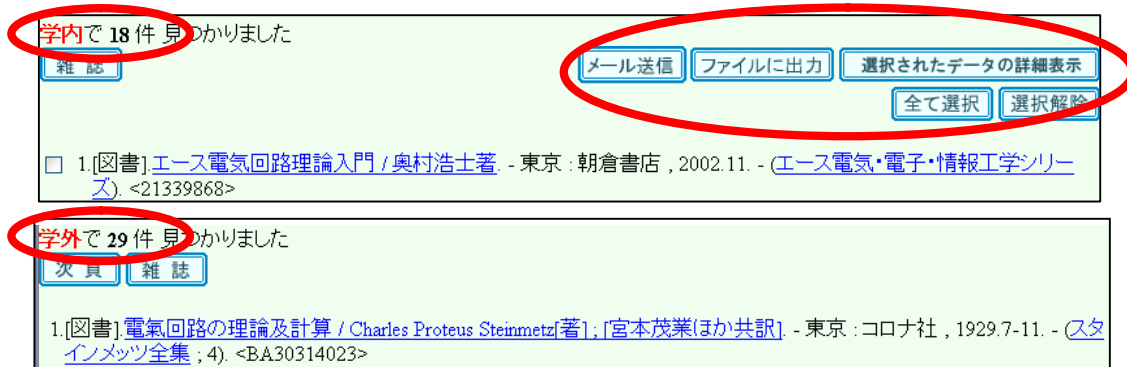 学内で 18 件 見つかりました
雑 誌 メール送信 ファイルに出力 選択されたデータの詳細表示
全て選択 選択解除
1.[図書].エース電気回路理論入門 / 奥村浩士著. - 東京 : 朝倉書店 , 2002.11. - (エース電気・電子・情報工学シリー
ズ). <21339868>
学外で 29 件 見つかりました
次 頁 雑 誌
1.[図書].電氣回路の理論及計算 / Charles Proteus Steinmetz[著] ; [宮本茂業ほか共訳]. - 東京 : コロナ社 , 1929.7-11. - (スタ
インメッツ全集 ; 4). <BA30314023>